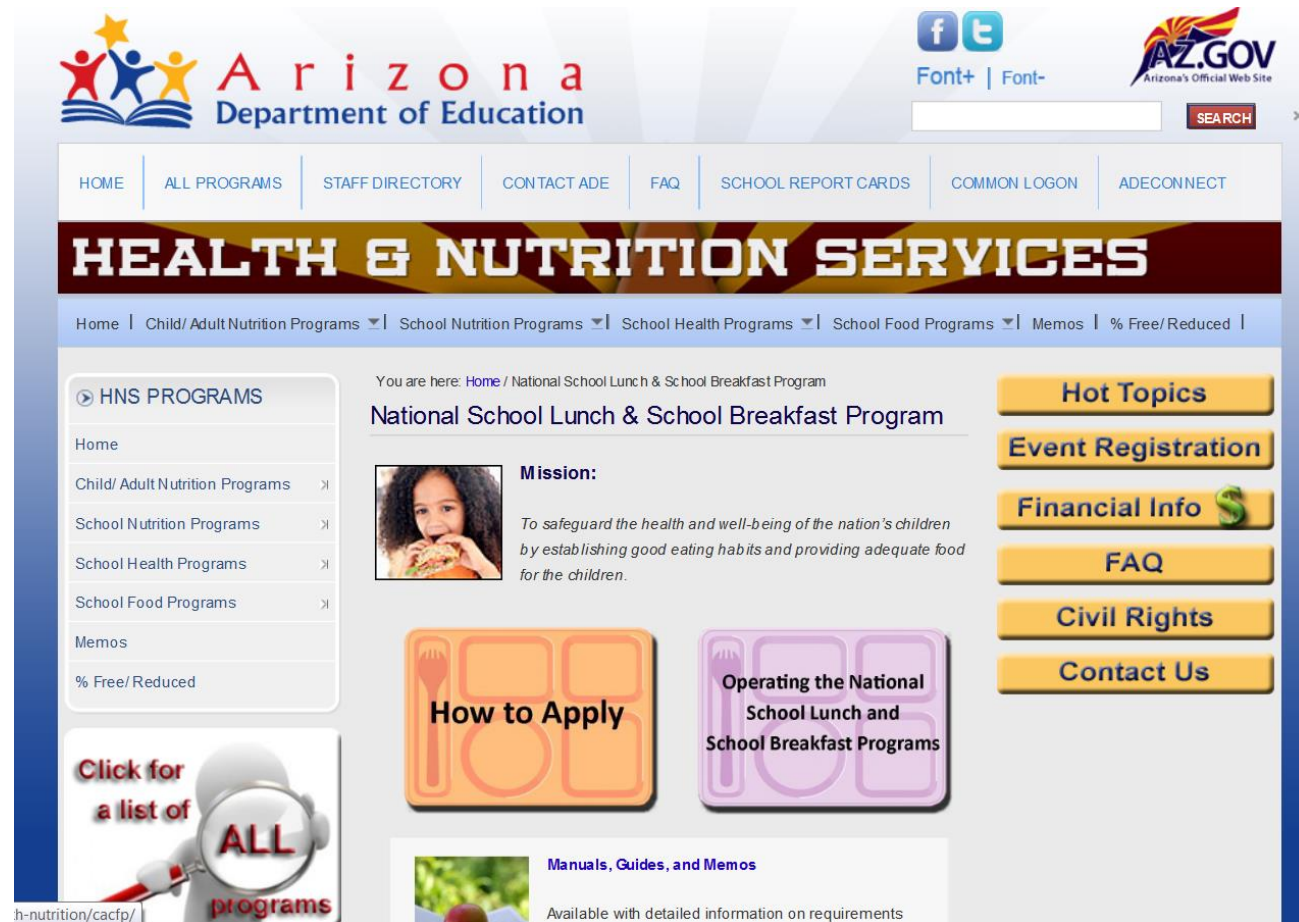 Arizona
Department of Education
Font+ | Font-
AZ.GOV
Arizona's Official Web Site
SEARCH
HOME
ALL PROGRAMS
STAFF DIRECTORY
CONTACT ADE
FAQ
SCHOOL REPORT CARDS
COMMON LOGON
ADECONNECT
HEALTH & NUTRITION SERVICES
Home | Child/ Adult Nutrition Programs | School Nutrition Programs | School Health Programs | School Food Programs | Memos | % Free/ Reduced |
HNS PROGRAMS
Home
Child/ Adult Nutrition Programs
School Nutrition Programs
School Health Programs
School Food Programs
Memos
% Free/ Reduced
Click for
a list of
ALL
programs
You are here: Home / National School Lunch & School Breakfast Program
National School Lunch & School Breakfast Program
Mission:
To safeguard the health and well-being of the nation's children
by establishing good eating habits and providing adequate food
for the children.
How to Apply
Operating the National
School Lunch and
School Breakfast Programs
Manuals, Guides, and Memos
Available with detailed information on requirements
Hot Topics
Event Registration
Financial Info $
FAQ
Civil Rights
Contact Us
h-nutrition/cacfp/